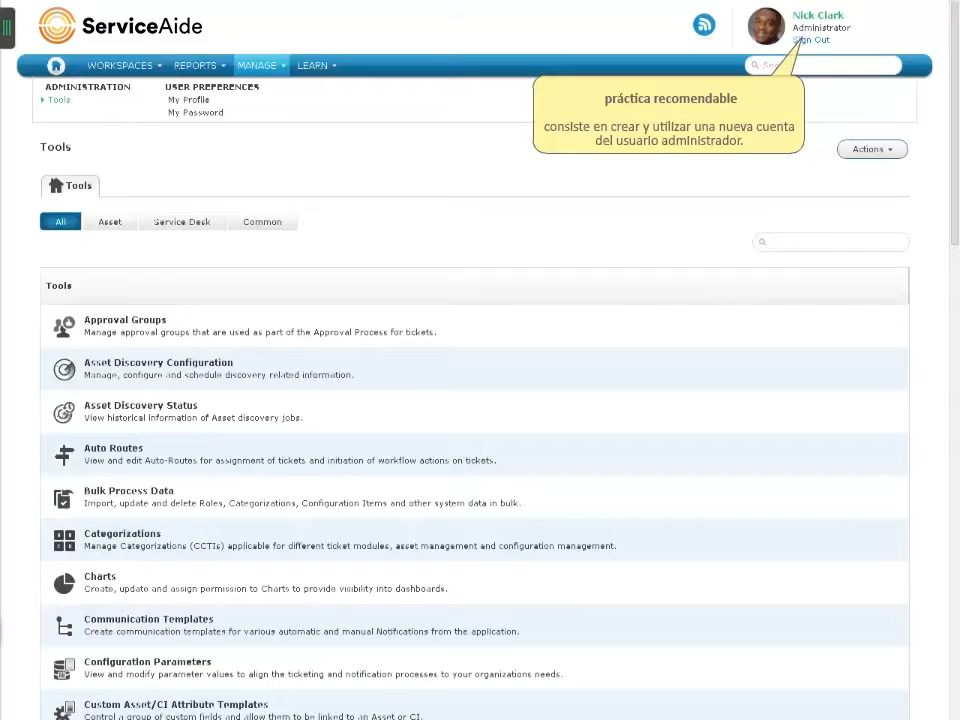 ServiceAide
Nick Clark
Administrator
Sign Out
WORKSPACES REPORTS MANAGE LEARN
ADMINISTRATION USER PREFERENCES
Tools My Profile
My Password
práctica recomendable
consiste en crear y utilizar una nueva cuenta
del usuario administrador.
Tools
Actions
Tools
All Asset Service Desk Common
Tools
Approval Groups
Manage approval groups that are used as part of the Approval Process for tickets.
Asset Discovery Configuration
Manage, configure and schedule discovery related information.
Asset Discovery Status
View historical information of Asset discovery jobs.
Auto Routes
View and edit Auto-Routes for assignment of tickets and initiation of workflow actions on tickets.
Bulk Process Data
Import, update and delete Roles, Categorizations, Configuration Items and other system data in bulk.
Categorizations
Manage Categorizations (CCTIs) applicable for different ticket modules, asset management and configuration management.
Charts
Create, update and assign permission to Charts to provide visibility into dashboards.
Communication Templates
Create communication templates for various automatic and manual Notifications from the application.
Configuration Parameters
View and modify parameter values to align the ticketing and notification processes to your organizations needs.
Custom Asset/CI Attribute Templates
Control a group of custom fields and allow them to be linked to an Asset or CI.